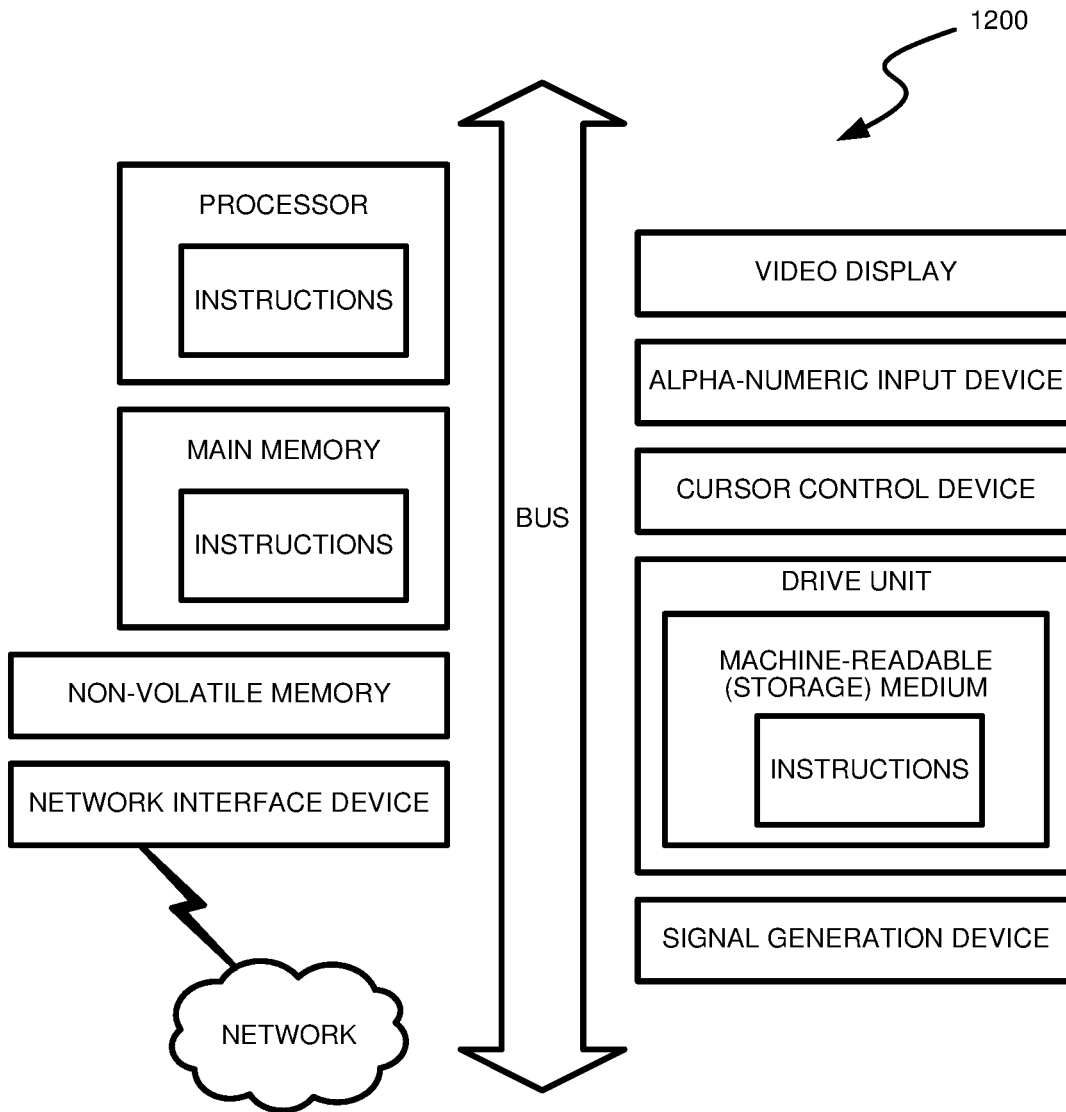 1200
PROCESSOR
INSTRUCTIONS
MAIN MEMORY
INSTRUCTIONS
NON-VOLATILE MEMORY
NETWORK INTERFACE DEVICE
NETWORK
BUS
VIDEO DISPLAY
ALPHA-NUMERIC INPUT DEVICE
CURSOR CONTROL DEVICE
DRIVE UNIT
MACHINE-READABLE
(STORAGE) MEDIUM
INSTRUCTIONS
SIGNAL GENERATION DEVICE